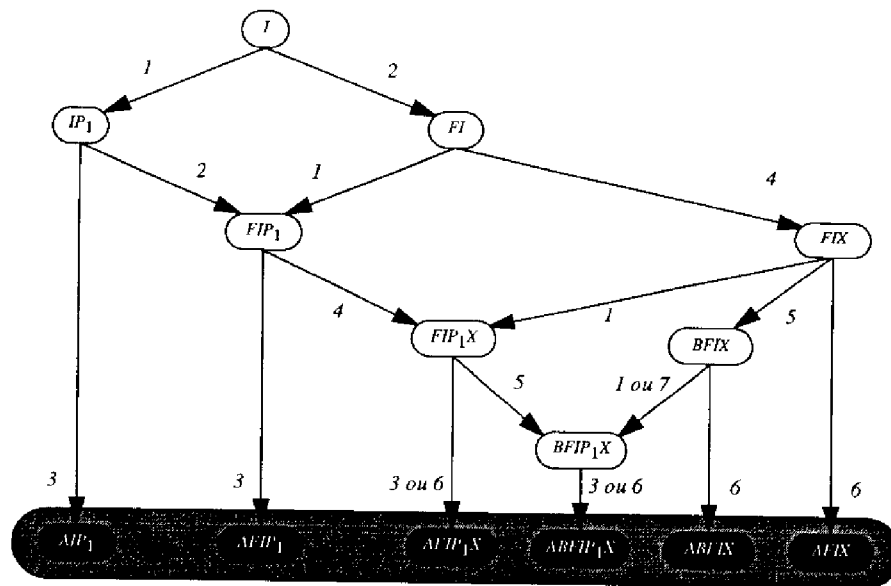 I
1
2
IP1
FI
2
1
4
FIP1
FIX
4
1
5
FIP1X
BFIX
5
1 ou 7
BFIP1X
3
3
3 ou 6
3 ou 6
6
6
AIP1
AFIP1
AFIP1X
ABFIP1X
ABFIX
AFIX